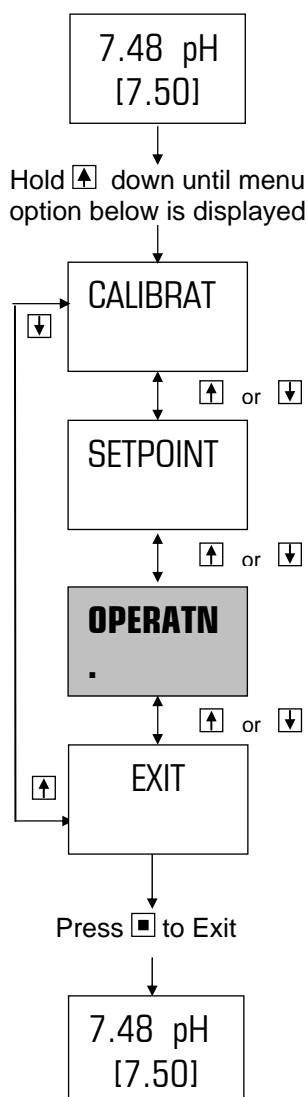 7.48 pH
[7.50]
Hold down until menu
option below is displayed
CALIBRAT
or
SETPOINT
or
OPERATN
.
or
EXIT
Press to Exit
7.48 pH
[7.50]